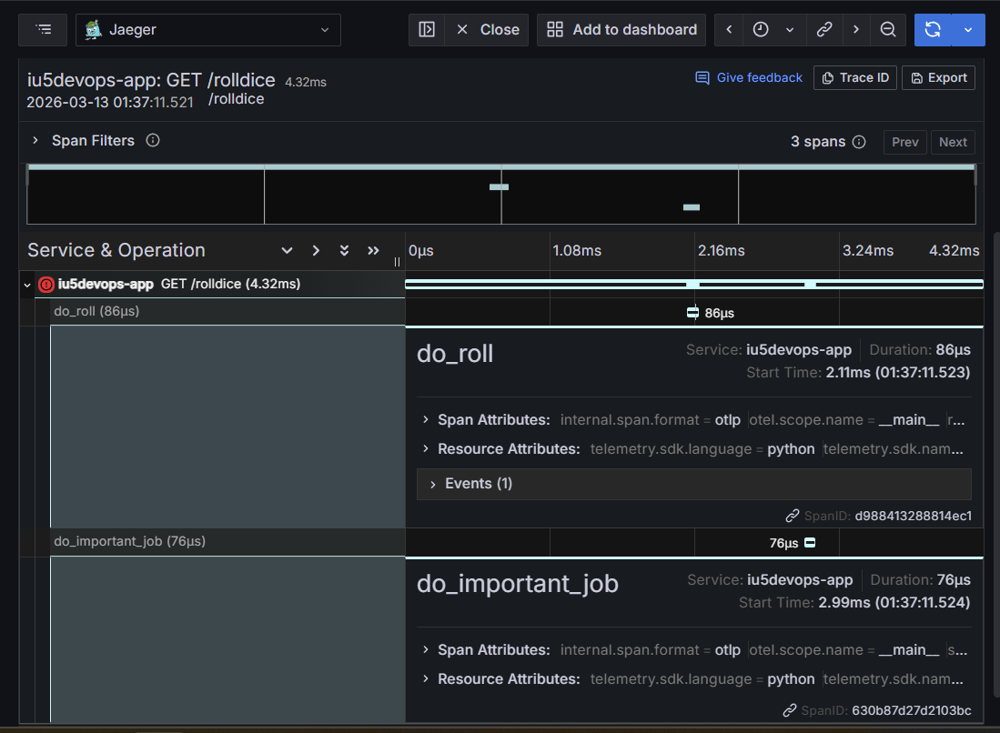 Jaeger
Close
Add to dashboard
iu5devops-app: GET /rolldice 4.32ms
Give feedback
Trace ID
Export
2026-03-13 01:37:11.521 /rolldice
Span Filters
3 spans
Prev
Next
Service & Operation
0µs 1.08ms 2.16ms 3.24ms 4.32ms
iu5devops-app GET /rolldice (4.32ms)
do_roll (86µs)
86µs
do_roll
Service: iu5devops-app Duration: 86µs
Start Time: 2.11ms (01:37:11.523)
Span Attributes: internal.span.format = otlp otel.scope.name = __main__ r...
Resource Attributes: telemetry.sdk.language = python telemetry.sdk.nam...
Events (1)
SpanID: d988413288814ec1
do_important_job (76µs)
76µs
do_important_job
Service: iu5devops-app Duration: 76µs
Start Time: 2.99ms (01:37:11.524)
Span Attributes: internal.span.format = otlp otel.scope.name = __main__ s...
Resource Attributes: telemetry.sdk.language = python telemetry.sdk.nam...
SpanID: 630b87d27d2103bc